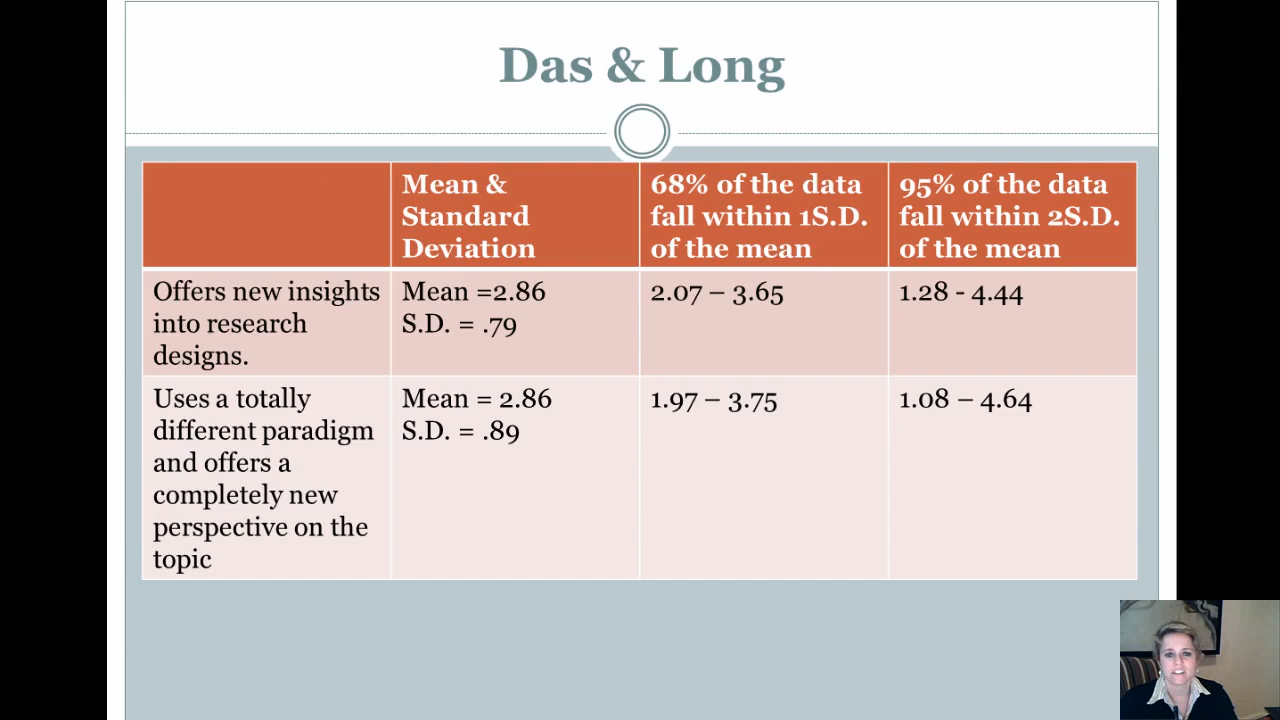 Das & Long
Mean &
Standard
Deviation
68% of the data
fall within 1S.D.
of the mean
95% of the data
fall within 2S.D.
of the mean
Offers new insights
into research
designs.
Mean =2.86
S.D. = .79
2.07 – 3.65
1.28 - 4.44
Uses a totally
different paradigm
and offers a
completely new
perspective on the
topic
Mean = 2.86
S.D. = .89
1.97 – 3.75
1.08 – 4.64